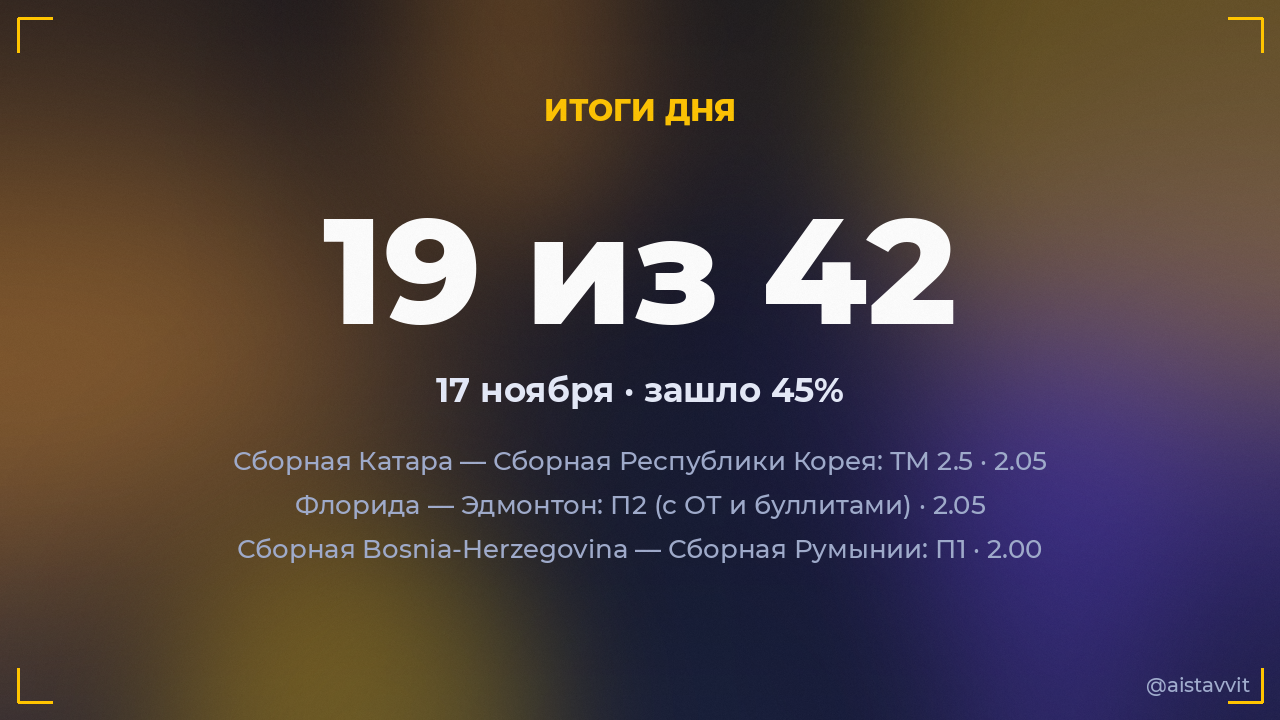 ИТОГИ ДНЯ
19 из 42
17 ноября · зашло 45%
Сборная Катара — Сборная Республики Корея: ТМ 2.5 · 2.05
Флорида — Эдмонтон: П2 (с ОТ и буллитами) · 2.05
Сборная Bosnia-Herzegovina — Сборная Румынии: П1 · 2.00
@aistavvit